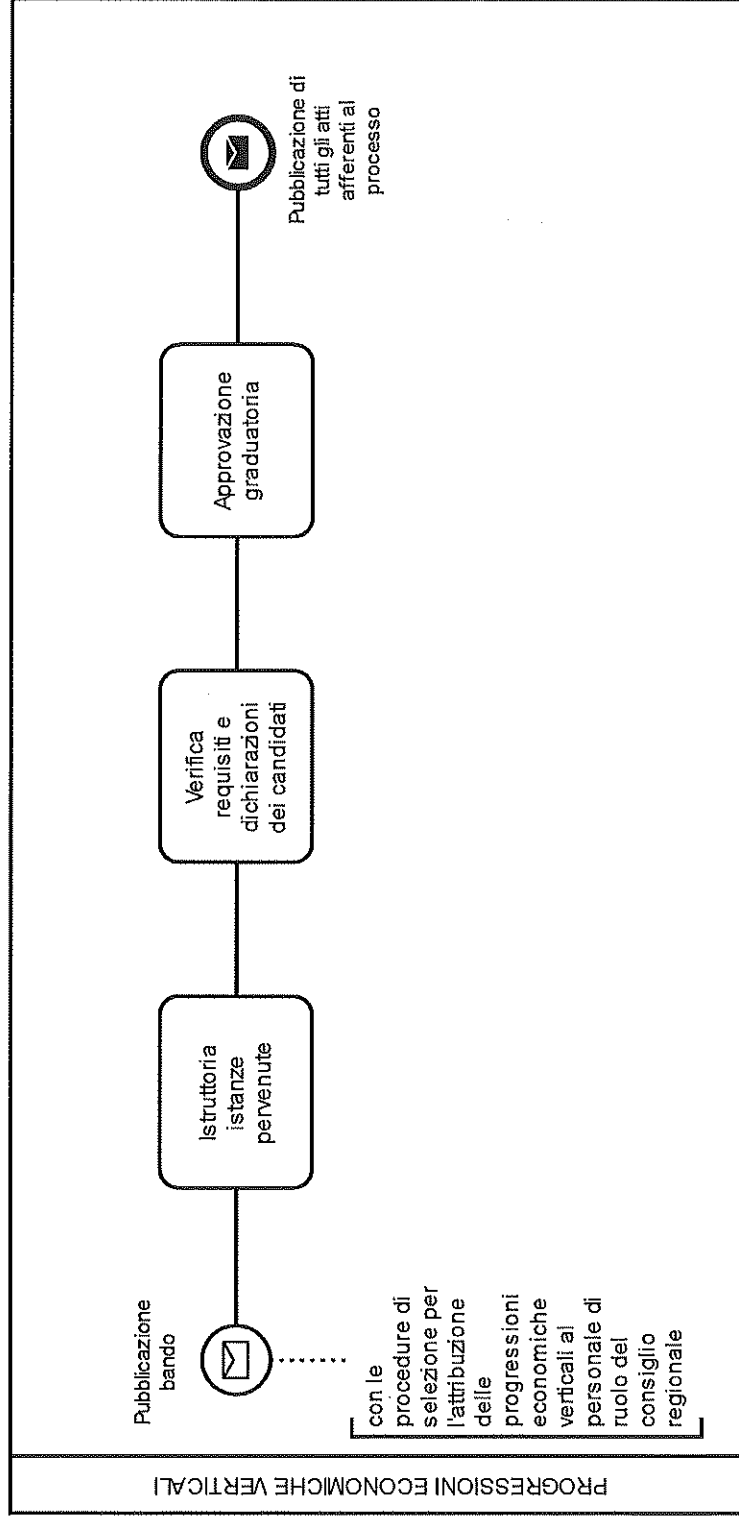 PROGRESSIONI ECONOMICHE VERTICALI
Pubblicazione
bando
con le
procedure di
selezione per
l'attribuzione
delle
progressioni
economiche
verticali al
personale di
ruolo del
consiglio
regionale
Istruttoria
istanze
pervenute
Verifica
requisiti e
dichiarazioni
dei candidati
Approvazione
graduatoria
Pubblicazione di
tutti gli atti
afferenti al
processo